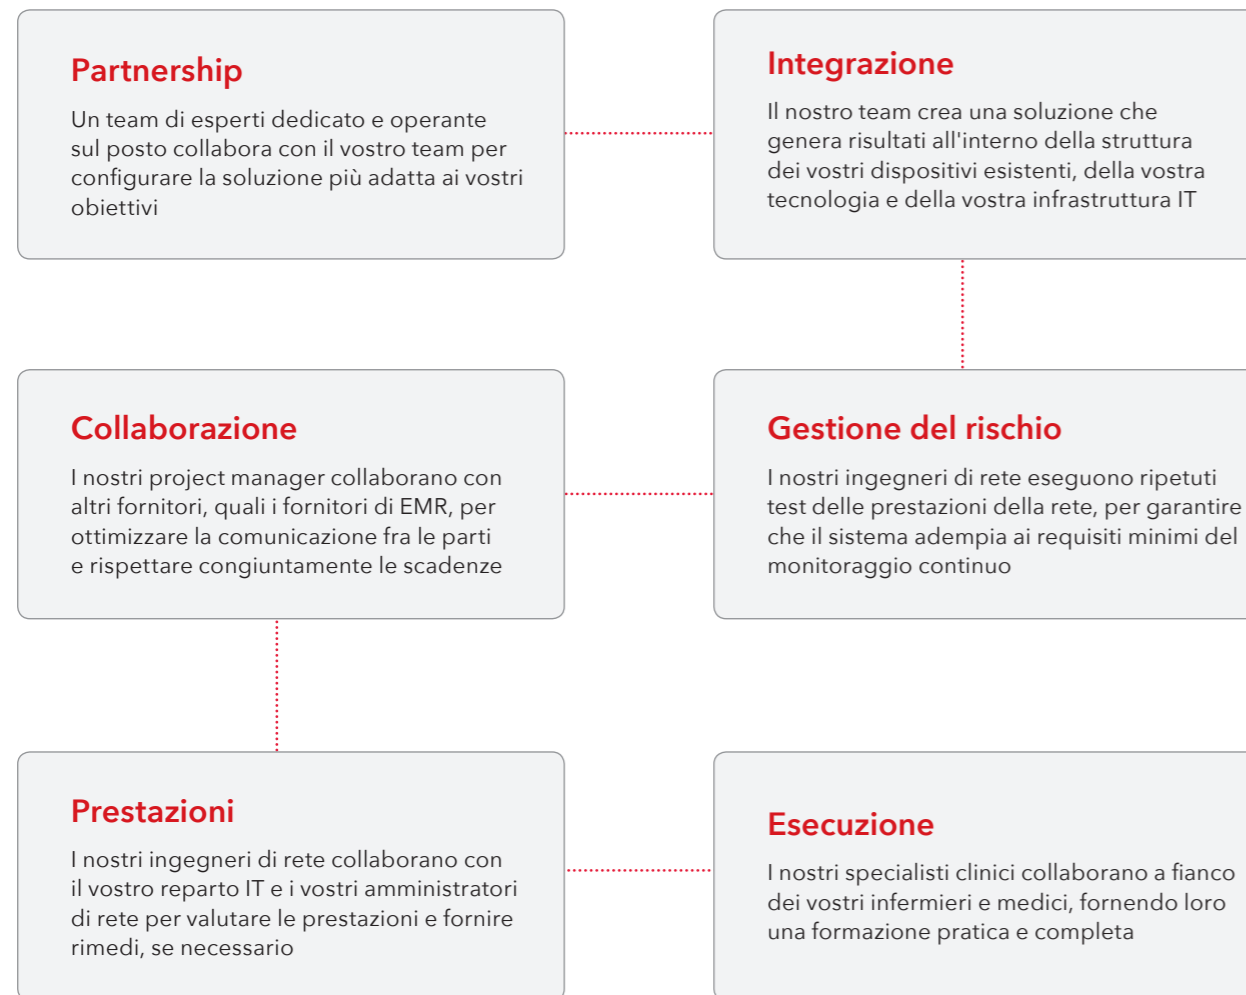 Partnership
Un team di esperti dedicato e operante
sul posto collabora con il vostro team per
configurare la soluzione più adatta ai vostri
obiettivi
Integrazione
Il nostro team crea una soluzione che
genera risultati all'interno della struttura
dei vostri dispositivi esistenti, della vostra
tecnologia e della vostra infrastruttura IT
Collaborazione
I nostri project manager collaborano con
altri fornitori, quali i fornitori di EMR, per
ottimizzare la comunicazione fra le parti
e rispettare congiuntamente le scadenze
Gestione del rischio
I nostri ingegneri di rete eseguono ripetuti
test delle prestazioni della rete, per garantire
che il sistema adempia ai requisiti minimi del
monitoraggio continuo
Prestazioni
I nostri ingegneri di rete collaborano con
il vostro reparto IT e i vostri amministratori
di rete per valutare le prestazioni e fornire
rimedi, se necessario
Esecuzione
I nostri specialisti clinici collaborano a fianco
dei vostri infermieri e medici, fornendo loro
una formazione pratica e completa